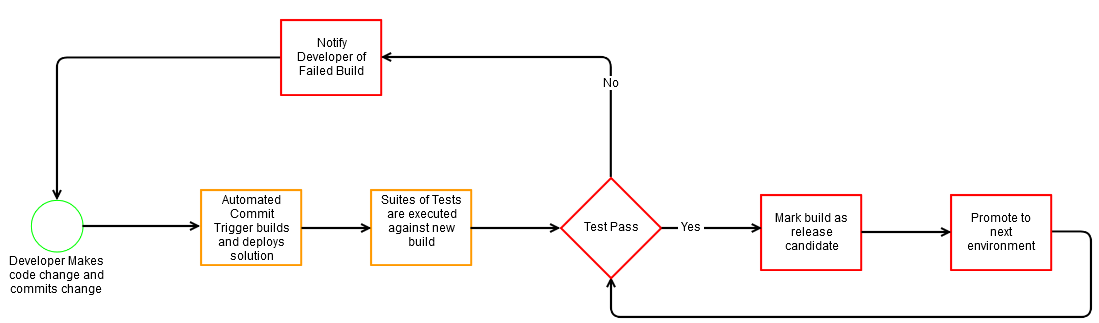 Notify
Developer of
Failed Build
No
Automated
Commit
Trigger builds
and deploys
solution
Suites of Tests
are executed
against new
build
Test Pass
Yes
Mark build as
release
candidate
Promote to
next
environment
Developer Makes
code change and
commits change